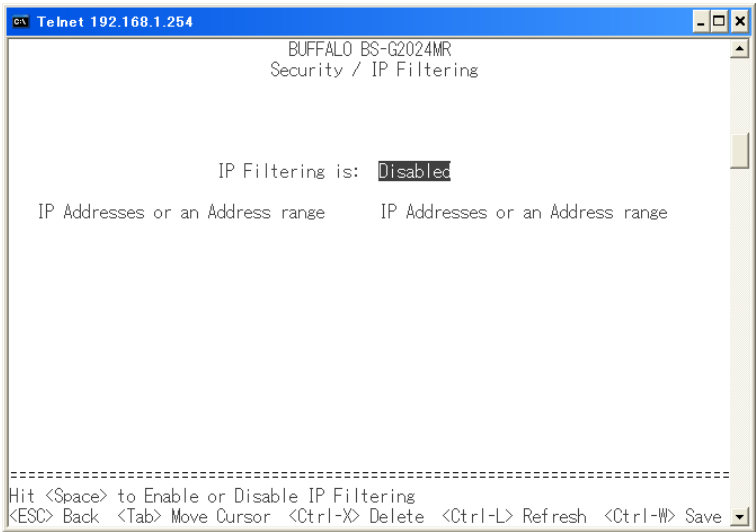 Telnet 192.168.1.254
BUFFALO BS-G2024MR
Security / IP Filtering
IP Filtering is: Disabled
IP Addresses or an Address range IP Addresses or an Address range
Hit <Space> to Enable or Disable IP Filtering
<ESC> Back <Tab> Move Cursor <Ctrl-X> Delete <Ctrl-L> Refresh <Ctrl-W> Save